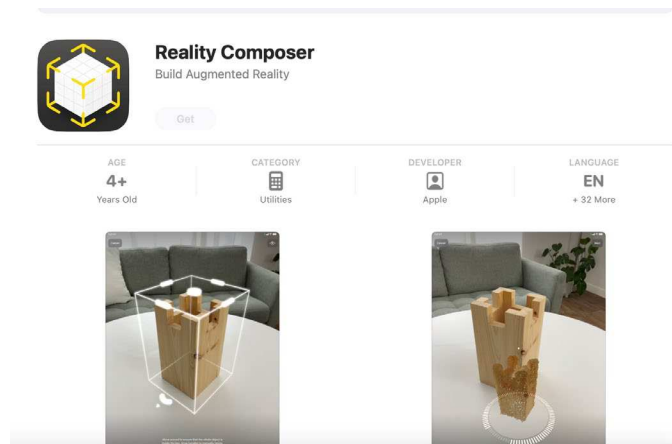 Reality Composer
Build Augmented Reality
Get
AGE
4+
Years Old
CATEGORY
Utilities
DEVELOPER
Apple
LANGUAGE
EN
+ 32 More